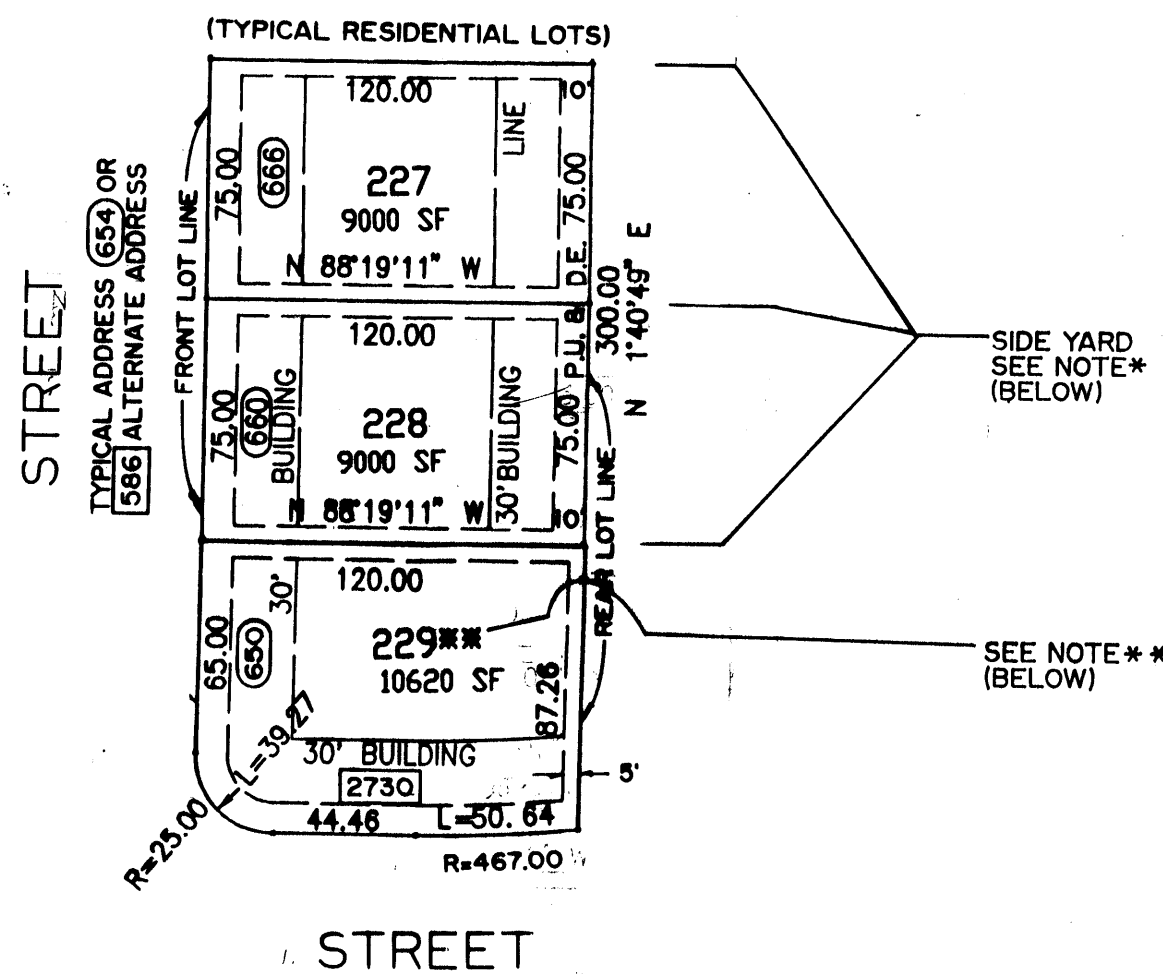 (TYPICAL RESIDENTIAL LOTS)
120.00
10'
LINE
75.00
666
227
9000 SF
75.00
D.E.
N 88°19'11" W
STREET
TYPICAL ADDRESS 654 OR
586 ALTERNATE ADDRESS
FRONT LOT LINE
300.00
N 1°40'49" E
P.U. &
120.00
75.00
660
BUILDING
228
9000 SF
30' BUILDING
75.00
N 88°19'11" W
10'
SIDE YARD
SEE NOTE*
(BELOW)
REAR LOT LINE
120.00
30'
65.00
650
229**
10620 SF
87.26
SEE NOTE**
(BELOW)
L=39.27
R=25.00
30' BUILDING
2730
5'
44.46
L=50.64
R=467.00
STREET